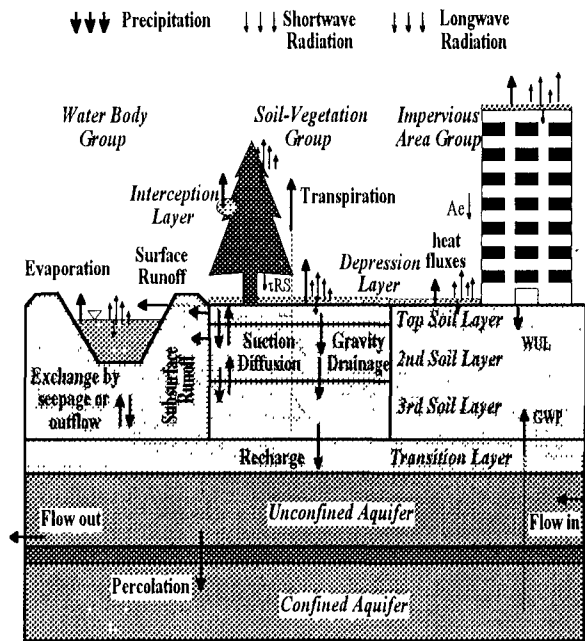 Precipitation
Shortwave
Radiation
Longwave
Radiation
Water Body
Group
Soil-Vegetation
Group
Impervious
Area Group
Interception
Layer
Transpiration
Ae
Evaporation
Surface
Runoff
τRS
Depression
Layer
heat
fluxes
Top Soil Layer
WUL
Suction
Diffusion
Gravity
Drainage
2nd Soil Layer
Exchange by
seepage or
outflow
Subsurface
Runoff
3rd Soil Layer
GWP
Recharge
Transition Layer
Unconfined Aquifer
Flow out
Flow in
Percolation
Confined Aquifer